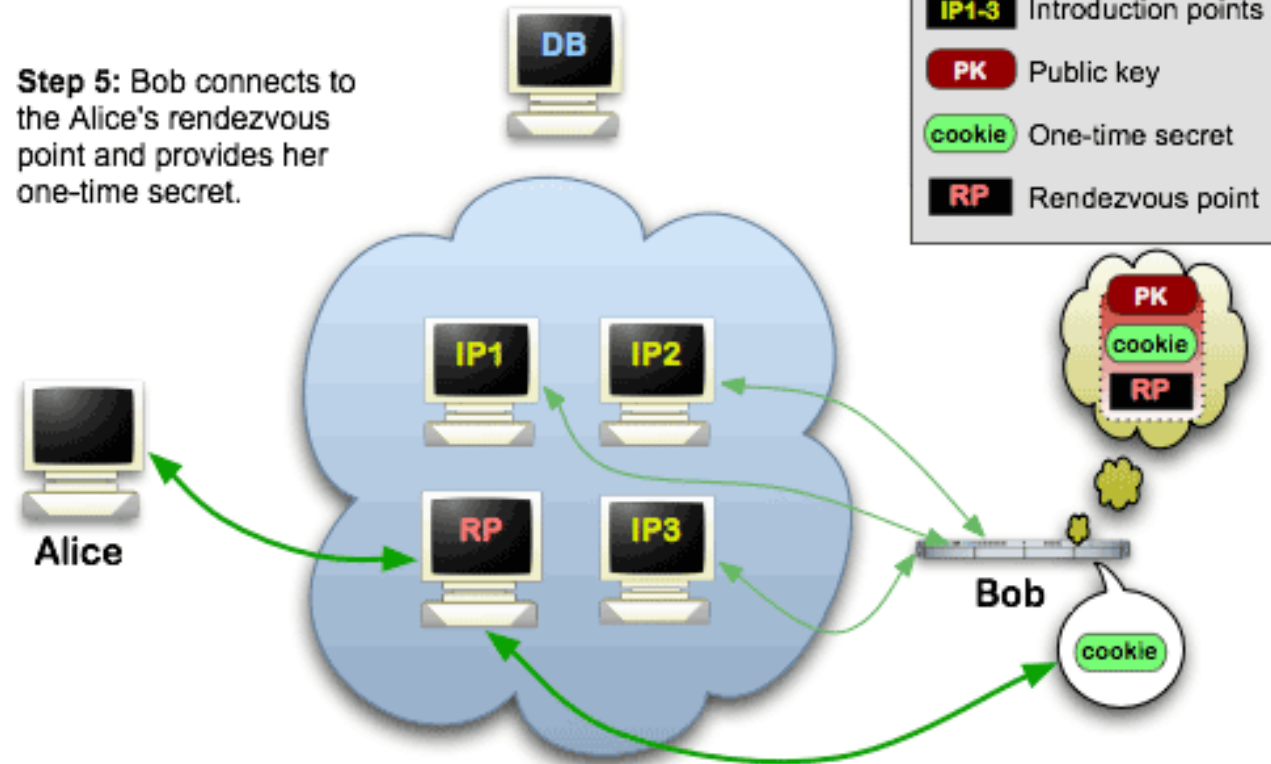 Step 5: Bob connects to
the Alice's rendezvous
point and provides her
one-time secret.
DB
IP1-3 Introduction points
PK Public key
cookie One-time secret
RP Rendezvous point
PK
cookie
RP
IP1
IP2
RP
IP3
Alice
Bob
cookie